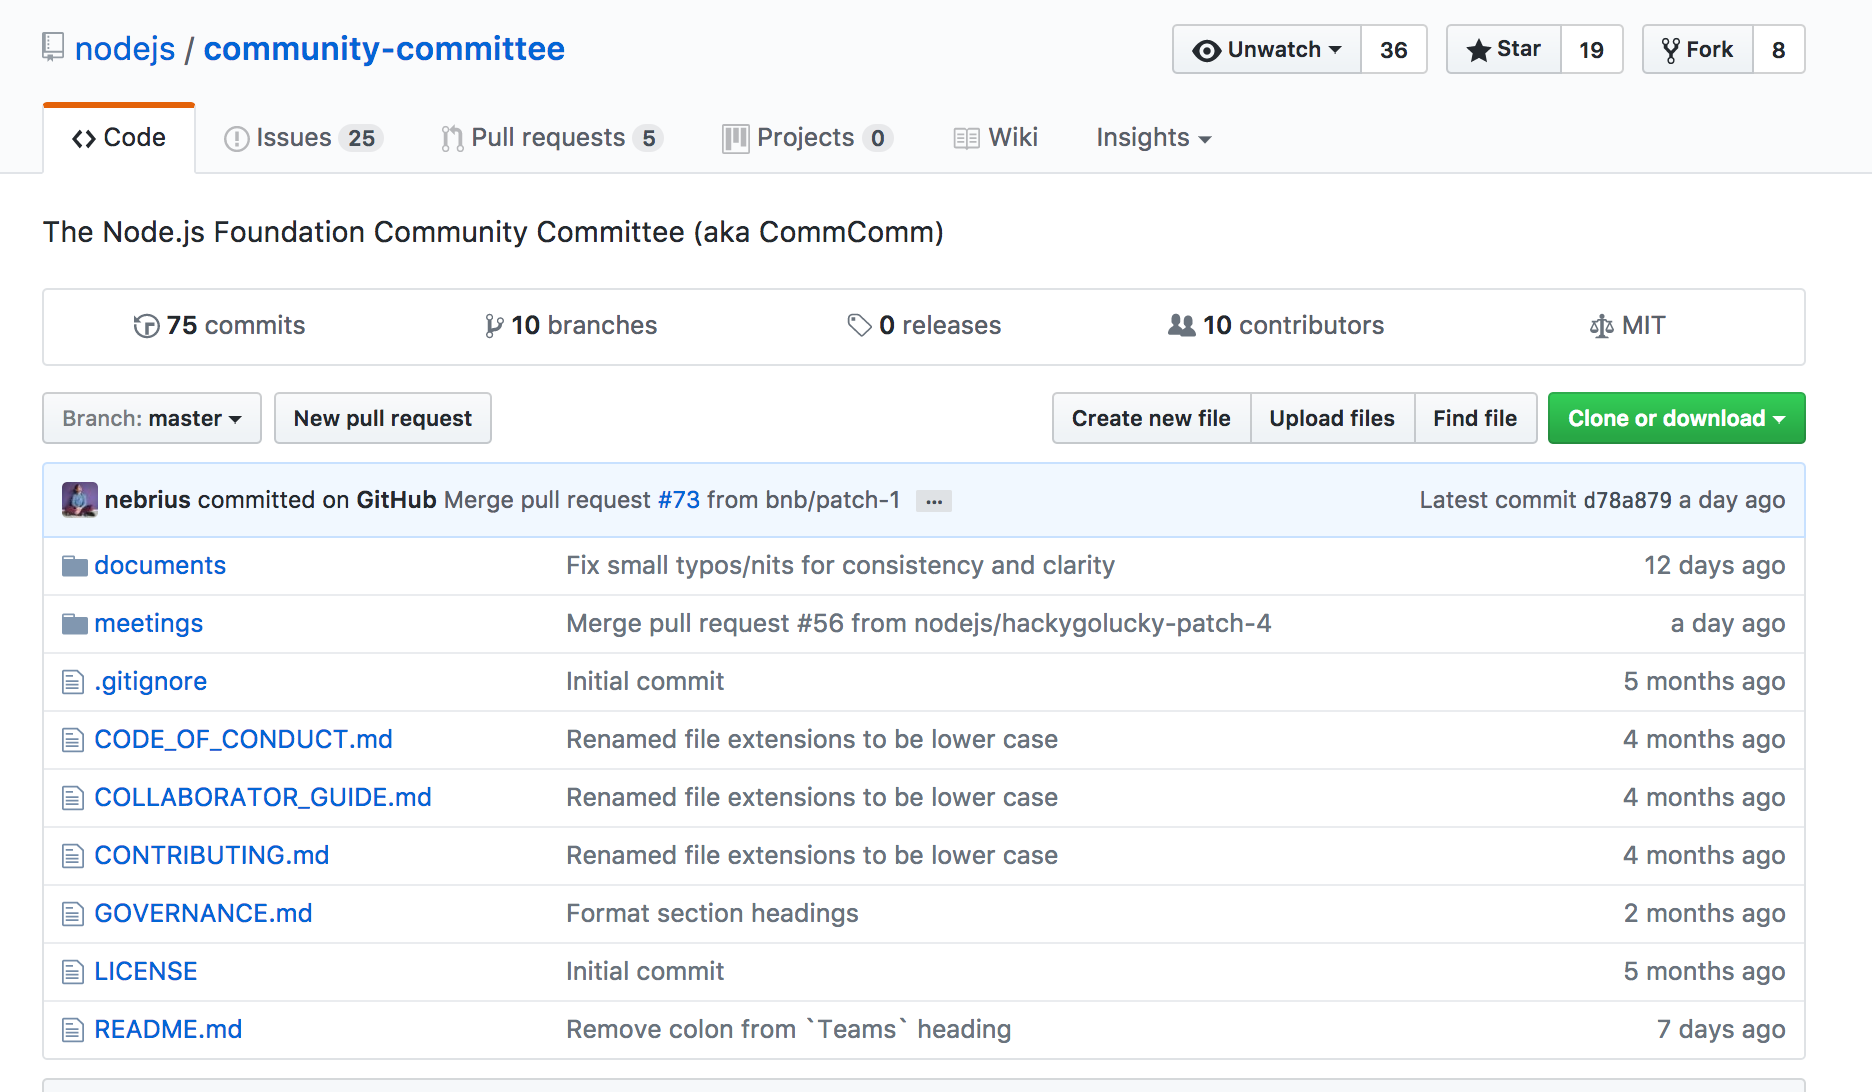 nodejs / community-committee
Unwatch 36 Star 19 Fork 8
Code Issues 25 Pull requests 5 Projects 0 Wiki Insights
The Node.js Foundation Community Committee (aka CommComm)
75 commits 10 branches 0 releases 10 contributors MIT
Branch: master New pull request Create new file Upload files Find file Clone or download
nebrius committed on GitHub Merge pull request #73 from bnb/patch-1 ... Latest commit d78a879 a day ago
documents Fix small typos/nits for consistency and clarity 12 days ago
meetings Merge pull request #56 from nodejs/hackygolucky-patch-4 a day ago
.gitignore Initial commit 5 months ago
CODE_OF_CONDUCT.md Renamed file extensions to be lower case 4 months ago
COLLABORATOR_GUIDE.md Renamed file extensions to be lower case 4 months ago
CONTRIBUTING.md Renamed file extensions to be lower case 4 months ago
GOVERNANCE.md Format section headings 2 months ago
LICENSE Initial commit 5 months ago
README.md Remove colon from `Teams` heading 7 days ago